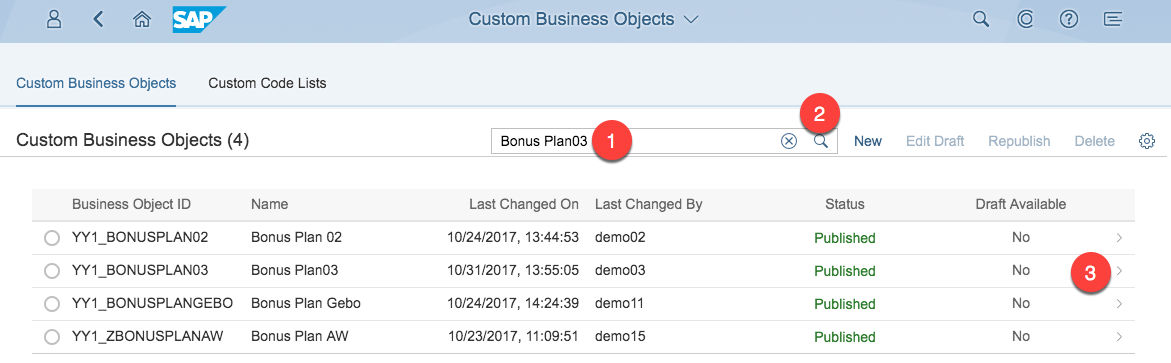 SAP Custom Business Objects
Custom Business Objects Custom Code Lists
2
Custom Business Objects (4) Bonus Plan03 1 New Edit Draft Republish Delete
Business Object ID Name Last Changed On Last Changed By Status Draft Available
YY1_BONUSPLAN02 Bonus Plan 02 10/24/2017, 13:44:53 demo02 Published No
YY1_BONUSPLAN03 Bonus Plan03 10/31/2017, 13:55:05 demo03 Published No 3
YY1_BONUSPLANGEBO Bonus Plan Gebo 10/24/2017, 14:24:39 demo11 Published No
YY1_ZBONUSPLANAW Bonus Plan AW 10/23/2017, 11:09:51 demo15 Published No